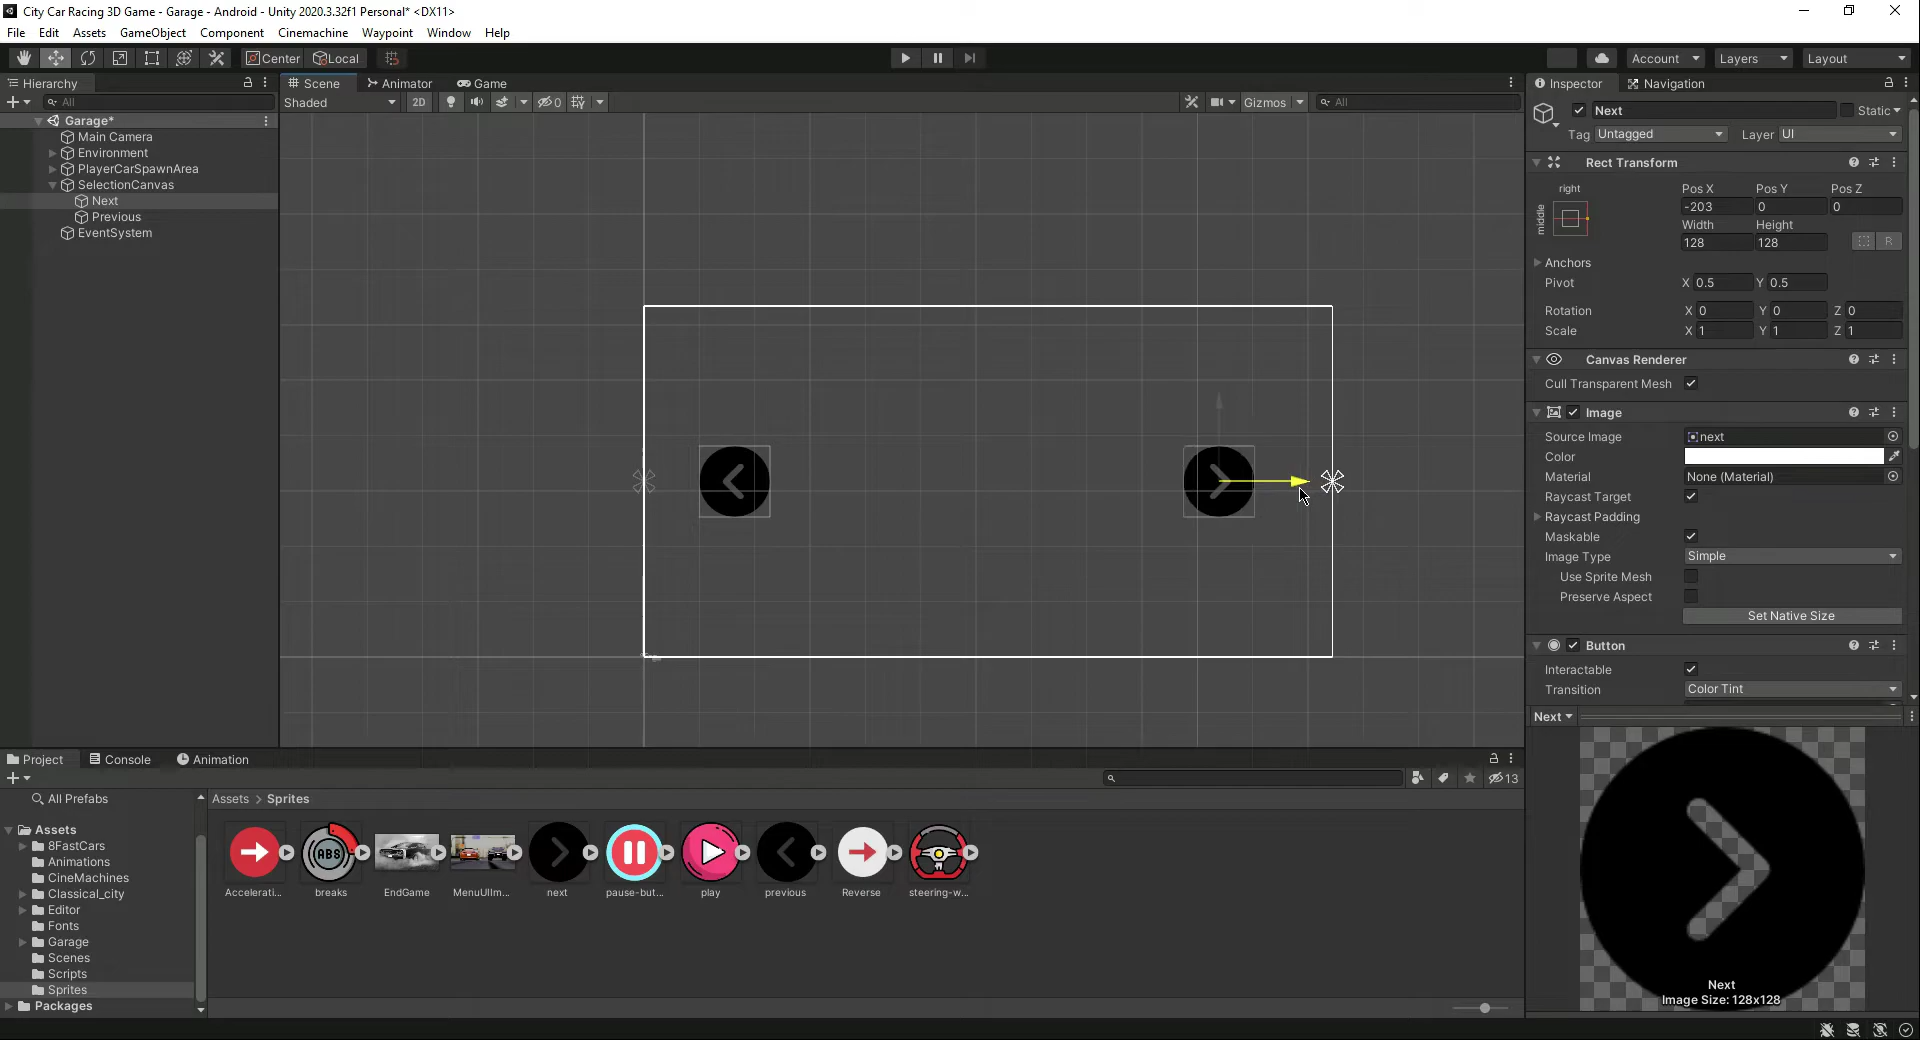 City Car Racing 3D Game - Garage - Android - Unity 2020.3.32f1 Personal* <DX11>
File Edit Assets GameObject Component Cinemachine Waypoint Window Help
Center Local Account Layers Layout
Hierarchy
All
Garage*
Main Camera
Environment
PlayerCarSpawnArea
SelectionCanvas
Next
Previous
EventSystem
Scene Animator Game
Shaded 2D 0 Gizmos All
Inspector Navigation
Next Static
Tag Untagged Layer UI
Rect Transform
right
middle
Pos X Pos Y Pos Z
-203 0 0
Width Height
128 128 R
Anchors
Pivot X 0.5 Y 0.5
Rotation X 0 Y 0 Z 0
Scale X 1 Y 1 Z 1
Canvas Renderer
Cull Transparent Mesh
Image
Source Image next
Color
Material None (Material)
Raycast Target
Raycast Padding
Maskable
Image Type Simple
Use Sprite Mesh
Preserve Aspect
Set Native Size
Button
Interactable
Transition Color Tint
Next
Next
Image Size: 128x128
Project Console Animation
13
All Prefabs
Assets
8FastCars
Animations
CineMachines
Classical_city
Editor
Fonts
Garage
Scenes
Scripts
Sprites
Packages
Assets > Sprites
ABS
Accelerati... breaks EndGame MenuUIIm... next pause-but... play previous Reverse steering-w...